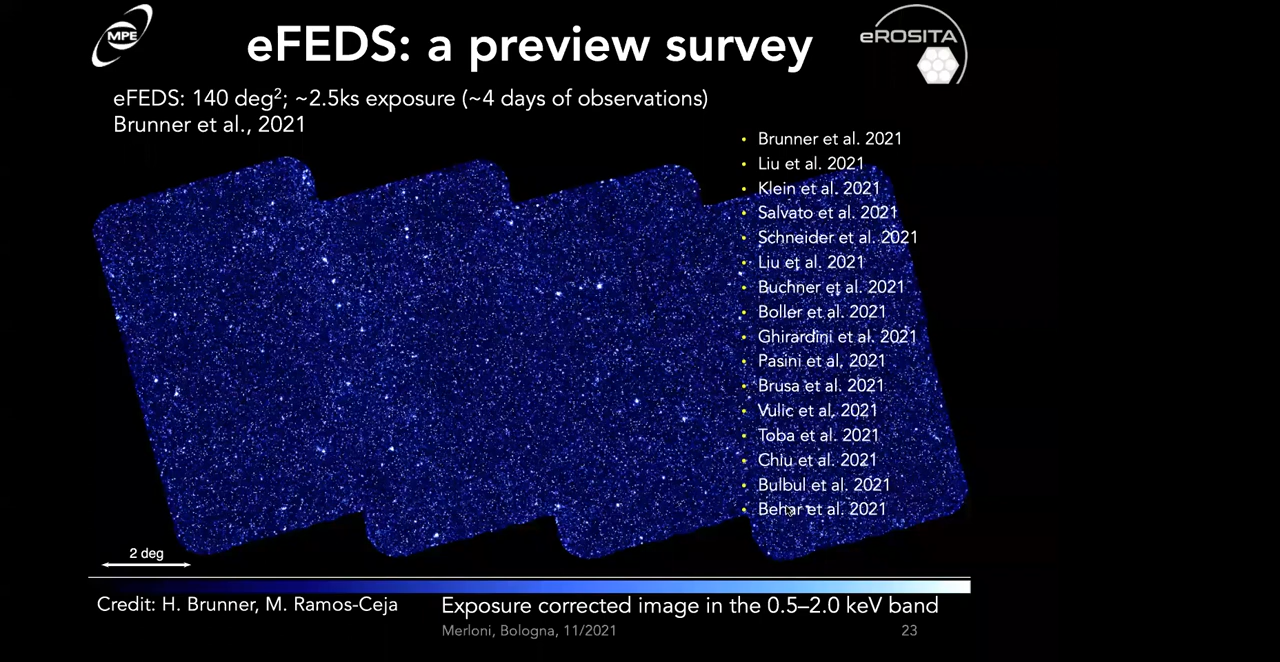 MPE
eFEDS: a preview survey
eROSITA
eFEDS: 140 deg²; ~2.5ks exposure (~4 days of observations)
Brunner et al., 2021
• Brunner et al. 2021
• Liu et al. 2021
• Klein et al. 2021
• Salvato et al. 2021
• Schneider et al. 2021
• Liu et al. 2021
• Buchner et al. 2021
• Boller et al. 2021
• Ghirardini et al. 2021
• Pasini et al, 2021
• Brusa et al. 2021
• Vulic et al, 2021
• Toba et al. 2021
• Chiu et al. 2021
• Bulbul et al. 2021
• Behar et al. 2021
2 deg
Credit: H. Brunner, M. Ramos-Ceja
Exposure corrected image in the 0.5–2.0 keV band
Merloni, Bologna, 11/2021
23